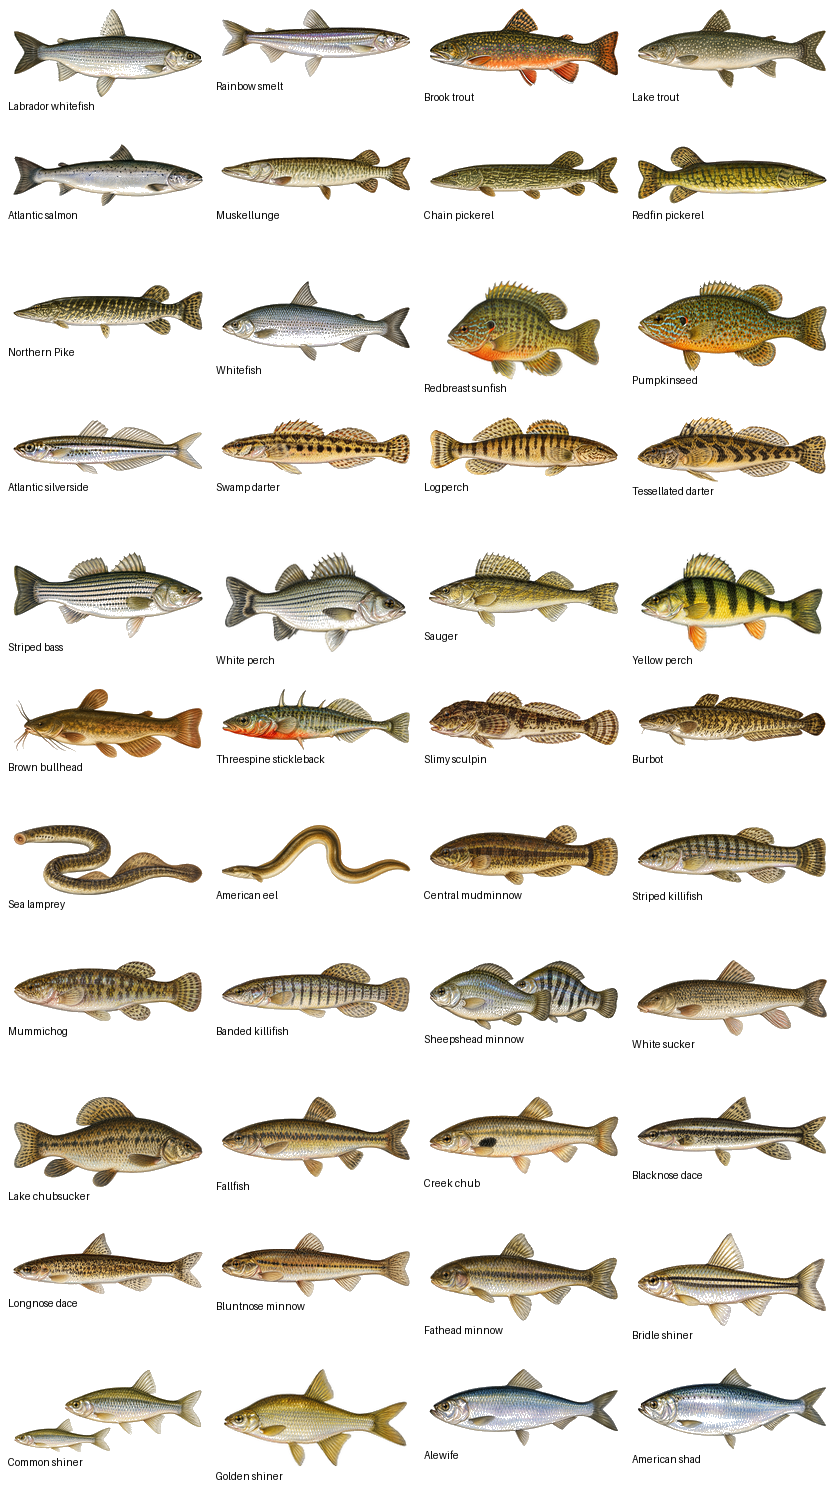 Labrador whitefish
Rainbow smelt
Brook trout
Lake trout
Atlantic salmon
Muskellunge
Chain pickerel
Redfin pickerel
Northern Pike
Whitefish
Redbreast sunfish
Pumpkinseed
Atlantic silverside
Swamp darter
Logperch
Tessellated darter
Striped bass
White perch
Sauger
Yellow perch
Brown bullhead
Threespine stickleback
Slimy sculpin
Burbot
Sea lamprey
American eel
Central mudminnow
Striped killifish
Mummichog
Banded killifish
Sheepshead minnow
White sucker
Lake chubsucker
Fallfish
Creek chub
Blacknose dace
Longnose dace
Bluntnose minnow
Fathead minnow
Bridle shiner
Common shiner
Golden shiner
Alewife
American shad